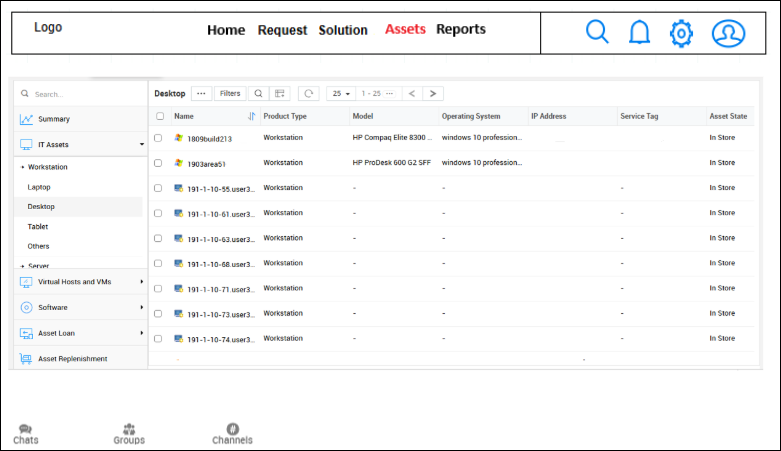 Logo
Home Request Solution Assets Reports
Search...
Desktop ... Filters 25 1 - 25 ... < >
Summary
Name Product Type Model Operating System IP Address Service Tag Asset State
IT Assets
1809build213 Workstation HP Compaq Elite 8300 ... windows 10 profession... In Store
Workstation
1903area51 Workstation HP ProDesk 600 G2 SFF windows 10 profession... In Store
Laptop
191-1-10-55.user3... Workstation - - - In Store
Desktop
191-1-10-61.user3... Workstation - - - In Store
Tablet
191-1-10-63.user3... Workstation - - - In Store
Others
191-1-10-68.user3... Workstation - - - In Store
Server
Virtual Hosts and VMs
191-1-10-71.user3... Workstation - - - In Store
Software
191-1-10-73.user3... Workstation - - - In Store
Asset Loan
191-1-10-74.user3... Workstation - - - In Store
Asset Replenishment
- -
Chats Groups Channels